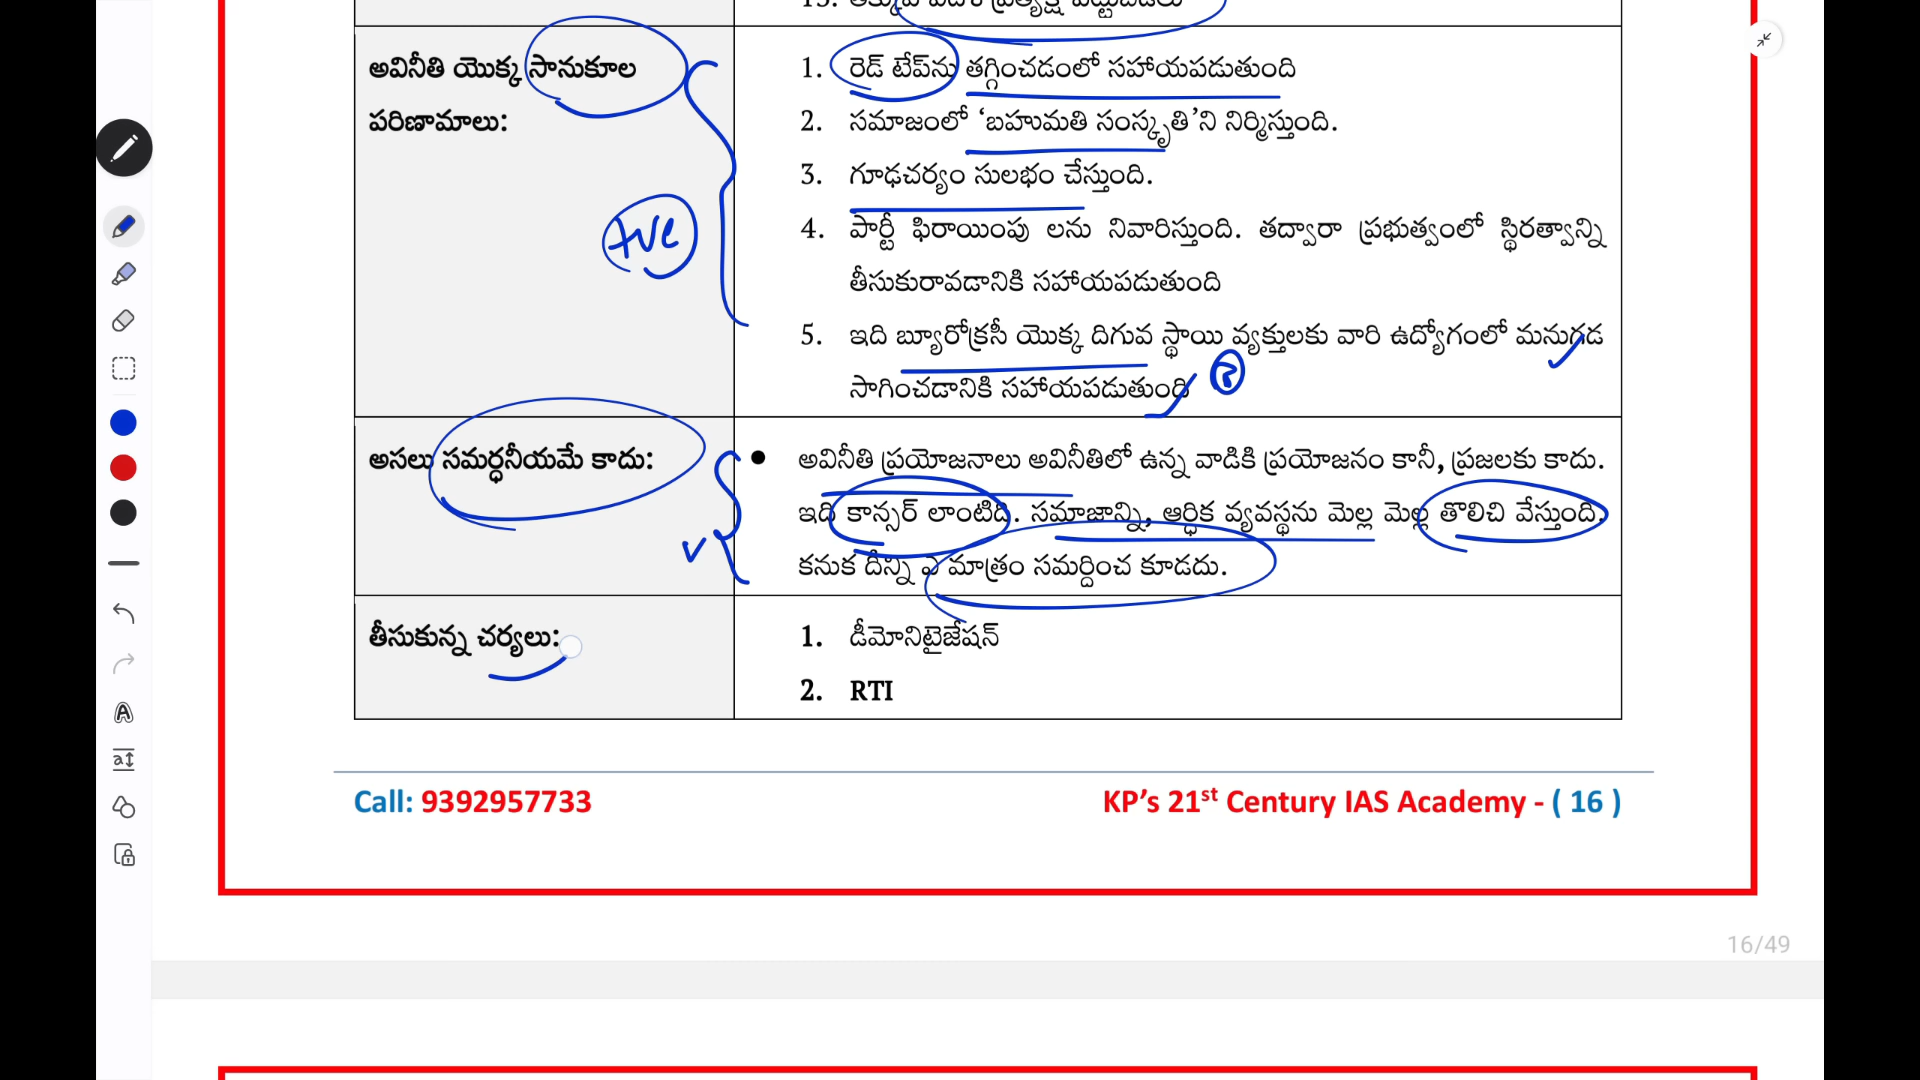 అవినీతి యొక్క సానుకూల
పరిణామాలు:
+ve
1. రెడ్ టేప్‌ను తగ్గించడంలో సహాయపడుతుంది
2. సమాజంలో ‘బహుమతి సంస్కృతి’ని నిర్మిస్తుంది.
3. గూఢచర్యం సులభం చేస్తుంది.
4. పార్టీ ఫిరాయింపు లను నివారిస్తుంది. తద్వారా ప్రభుత్వంలో స్థిరత్వాన్ని
తీసుకురావడానికి సహాయపడుతుంది
5. ఇది బ్యూరోక్రసీ యొక్క దిగువ స్థాయి వ్యక్తులకు వారి ఉద్యోగంలో మనుగడ
సాగించడానికి సహాయపడుతుంది
అసలు సమర్ధనీయమే కాదు:
● అవినీతి ప్రయోజనాలు అవినీతిలో ఉన్న వాడికి ప్రయోజనం కానీ, ప్రజలకు కాదు.
ఇది కాన్సర్ లాంటిది. సమాజాన్ని, ఆర్ధిక వ్యవస్థను మెల్ల మెల్ల తొలిచి వేస్తుంది.
కనుక దీన్ని ఏ మాత్రం సమర్దించ కూడదు.
తీసుకున్న చర్యలు:
1. డీమోనిటైజేషన్
2. RTI
Call: 9392957733
KP’s 21st Century IAS Academy - ( 16 )
16/49